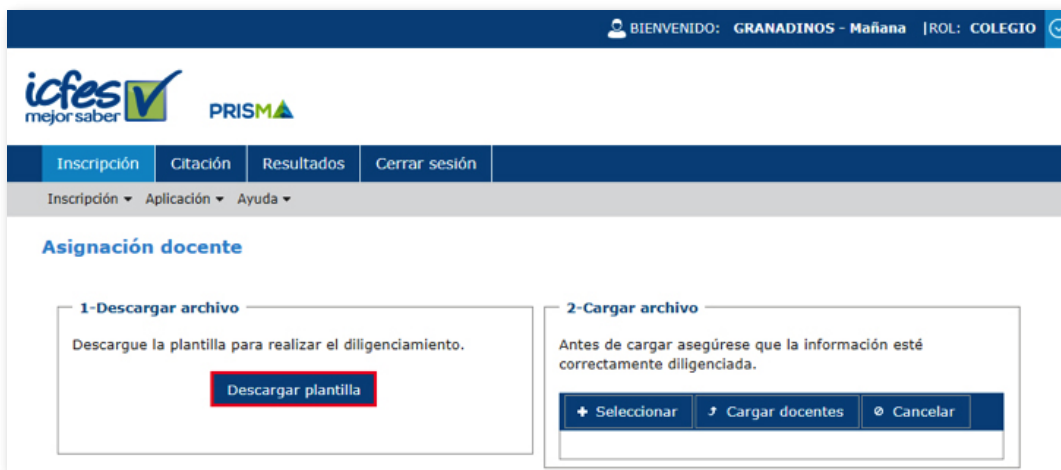 BIENVENIDO: GRANADINOS - Mañana |ROL: COLEGIO
icfes
mejor saber
PRISMA
Inscripción Citación Resultados Cerrar sesión
Inscripción Aplicación Ayuda
Asignación docente
1-Descargar archivo
Descargue la plantilla para realizar el diligenciamiento.
Descargar plantilla
2-Cargar archivo
Antes de cargar asegúrese que la información esté
correctamente diligenciada.
Seleccionar Cargar docentes Cancelar